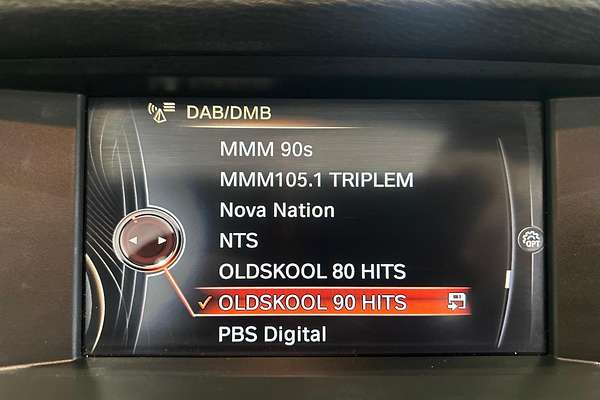 DAB/DMB
MMM 90s
MMM105.1 TRIPLEM
Nova Nation
NTS
OLDSKOOL 80 HITS
OLDSKOOL 90 HITS
PBS Digital
OPT